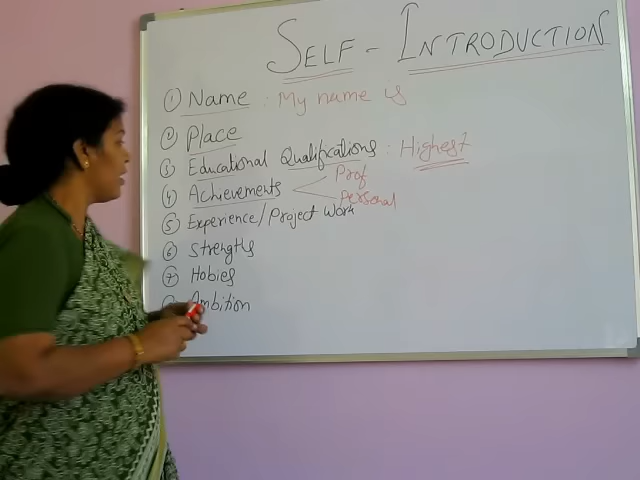 SELF - INTRODUCTION
① Name : My name is
② Place
③ Educational Qualifications : Highest
④ Achievements Prof
Personal
⑤ Experience/Project Work
⑥ Strengths
⑦ Hobies
Ambition